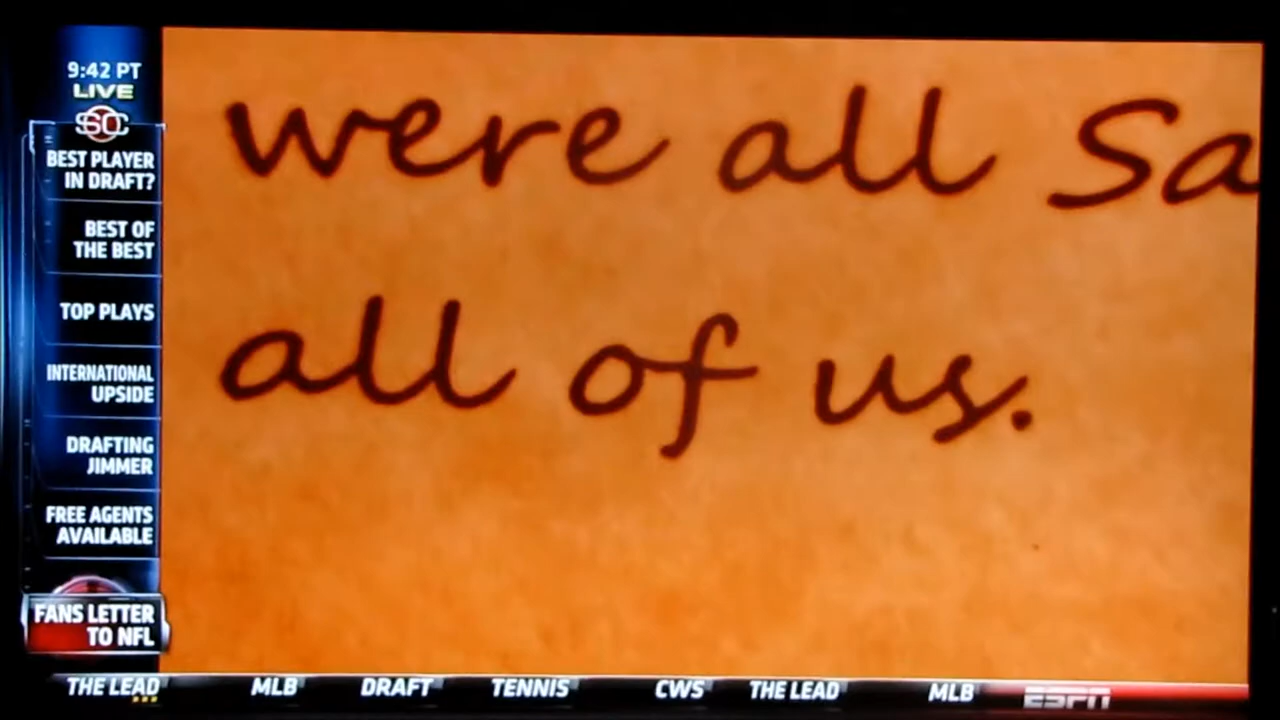 9:42 PT
LIVE
SC
BEST PLAYER
IN DRAFT?
BEST OF
THE BEST
TOP PLAYS
INTERNATIONAL
UPSIDE
DRAFTING
JIMMER
FREE AGENTS
AVAILABLE
FANS LETTER
TO NFL
were all Sa
all of us.
THE LEAD MLB DRAFT TENNIS CWS THE LEAD MLB ESPN